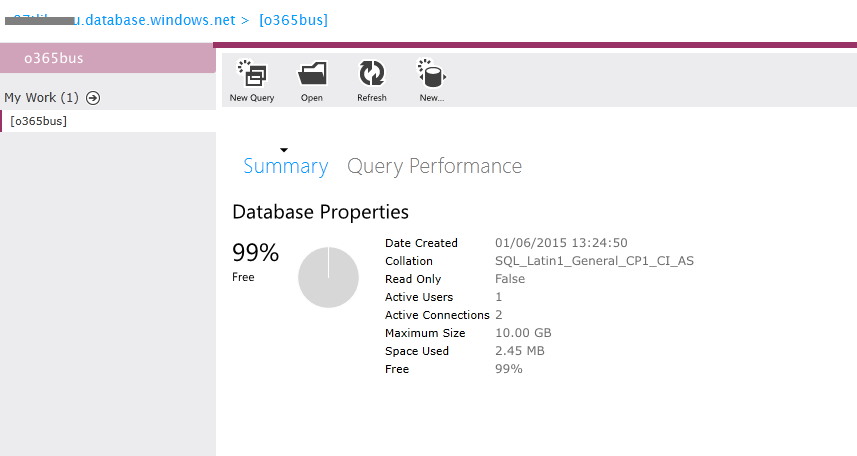 u.database.windows.net > [o365bus]
o365bus
My Work (1)
[o365bus]
New Query Open Refresh New...
Summary Query Performance
Database Properties
99%
Free
Date Created 01/06/2015 13:24:50
Collation SQL_Latin1_General_CP1_CI_AS
Read Only False
Active Users 1
Active Connections 2
Maximum Size 10.00 GB
Space Used 2.45 MB
Free 99%